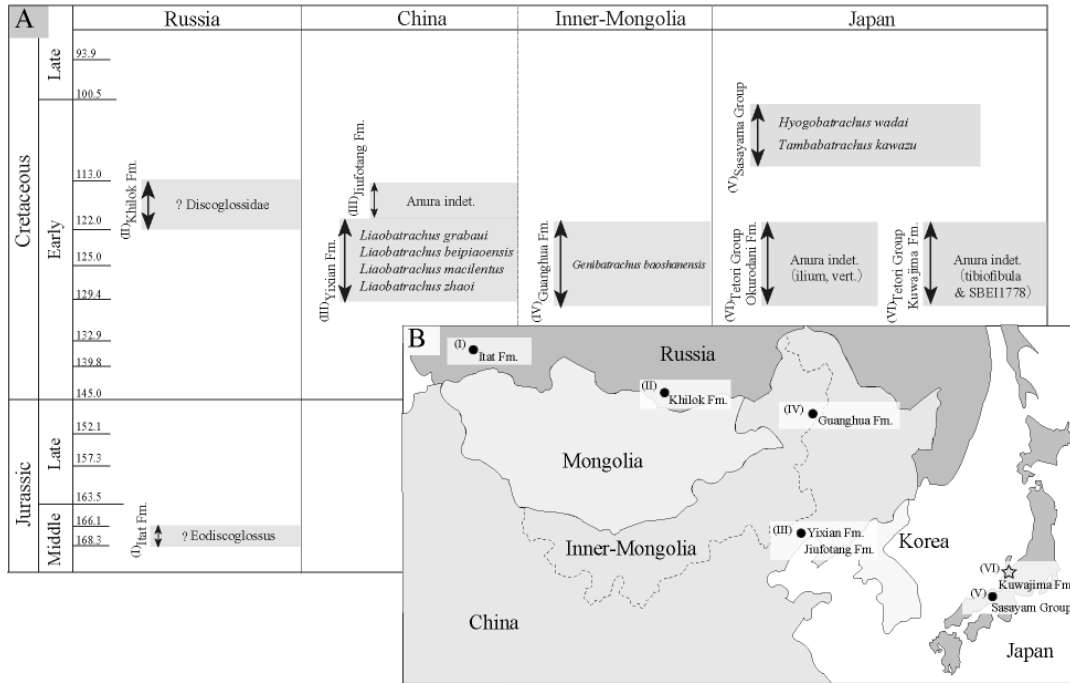 A
Russia
China
Inner-Mongolia
Japan
Cretaceous
Late
Early
Jurassic
Late
Middle
93.9
100.5
113.0
122.0
125.0
129.4
132.9
139.8
145.0
152.1
157.3
163.5
166.1
168.3
(II)Khilok Fm.
? Discoglossidae
(I)Itat Fm.
? Eodiscoglossus
(III)Jiufotang Fm.
Anura indet.
(III)Yixian Fm.
Liaobatrachus grabaui
Liaobatrachus beipiaoensis
Liaobatrachus macilentus
Liaobatrachus zhaoi
(IV)Guanghua Fm.
Genibatrachus baoshanensis
(V)Sasayama Group
Hyogobatrachus wadai
Tambabatrachus kawazu
(VI)Tetori Group
Okurodani Fm.
Anura indet.
(ilium, vert.)
(VI)Tetori Group
Kuwajima Fm.
Anura indet.
(tibiofibula
& SBEI1778)
B
(I)
Itat Fm.
Russia
(II)
Khilok Fm.
(IV)
Guanghua Fm.
Mongolia
Inner-Mongolia
(III)
Yixian Fm.
Jiufotang Fm.
Korea
(VI)
Kuwajima Fm
(V)
Sasayam Group
China
Japan